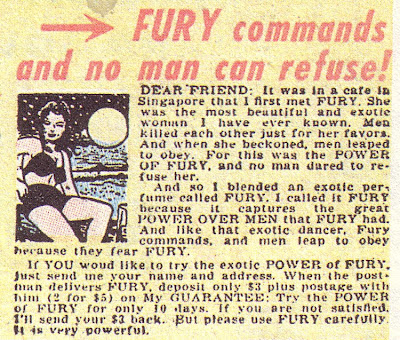 → FURY commands
and no man can refuse!
DEAR FRIEND: It was in a cafe in
Singapore that I first met FURY. She
was the most beautiful and exotic
woman I have ever known. Men
killed each other just for her favors.
And when she beckoned, men leaped
to obey. For this was the POWER
OF FURY, and no man dared to re-
fuse her.
And so I blended an exotic per-
fume called FURY. I called it FURY
because it captures the great
POWER OVER MEN that FURY had.
And like that exotic dancer, Fury
commands, and men leap to obey
because they fear FURY.
If YOU would like to try the exotic POWER of FURY,
just send me your name and address. When the post-
man delivers FURY, deposit only $3 plus postage with
him (2 for $5) on My GUARANTEE: Try the POWER
of FURY for only 10 days. If you are not satisfied,
I'll send your $3 back. But please use FURY carefully.
It is very powerful.